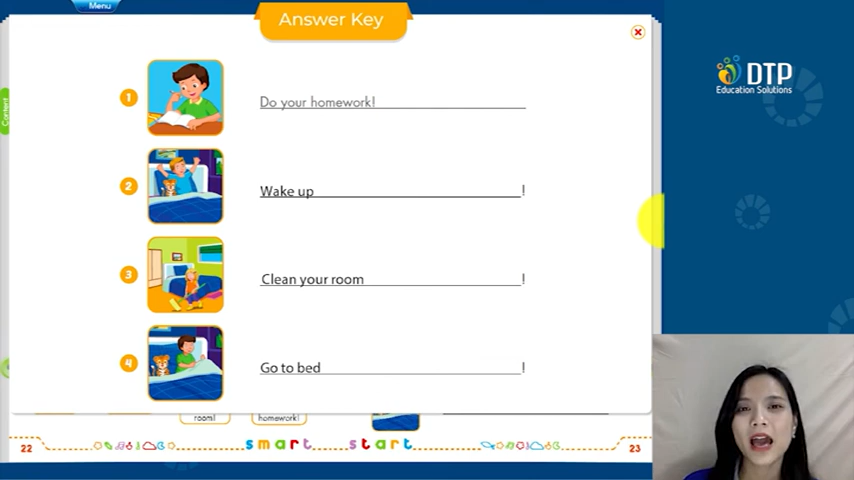 Menu
Answer Key
Content
DTP
Education Solutions
1
Do your homework!
2
Wake up !
3
Clean your room !
4
Go to bed !
room!
homework!
22
smart start
23